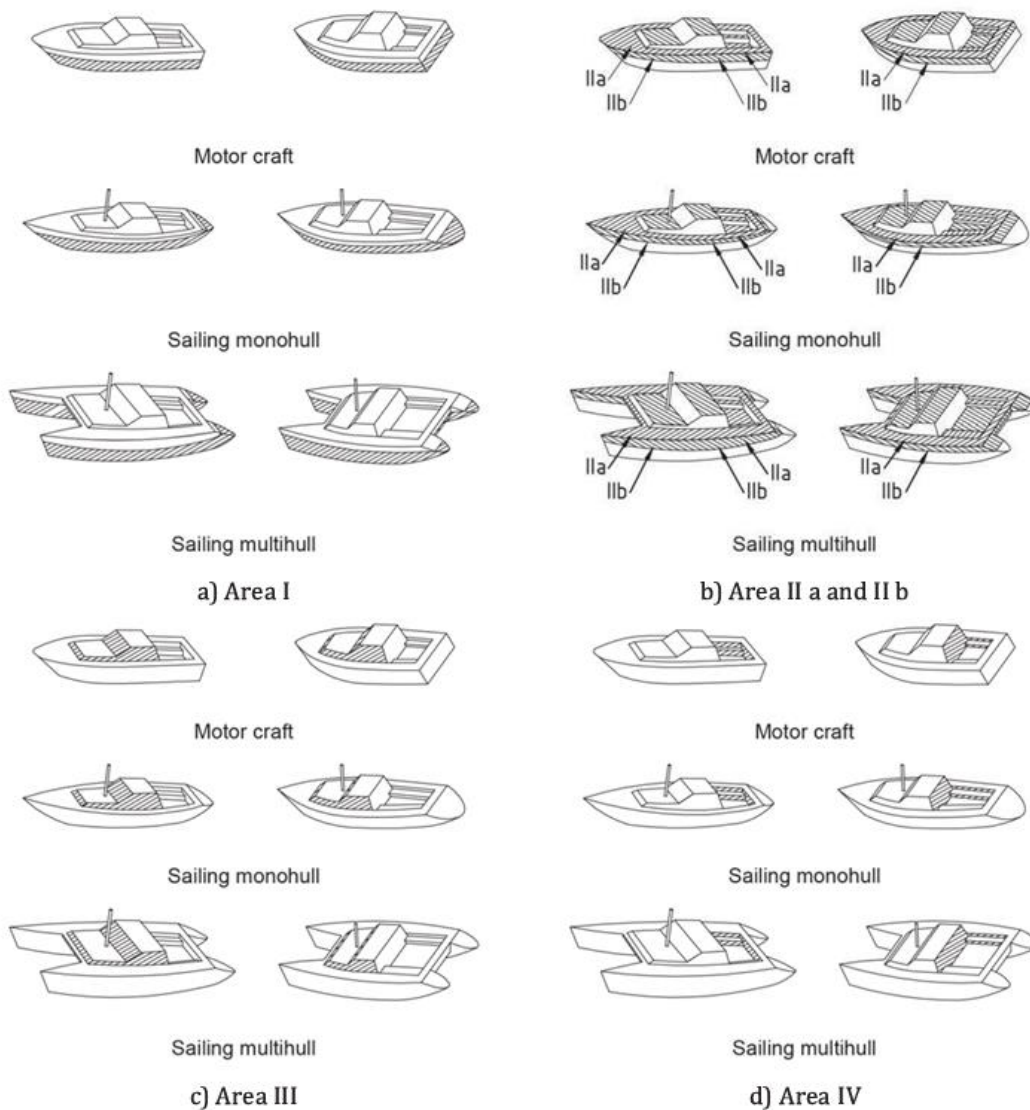 IIa
IIb
IIb
IIa
IIa
IIb
Motor craft
Motor craft
IIa
IIb
IIb
IIa
IIa
IIb
Sailing monohull
Sailing monohull
IIa
IIb
IIb
IIa
IIa
IIb
Sailing multihull
Sailing multihull
a) Area I
b) Area II a and II b
Motor craft
Motor craft
Sailing monohull
Sailing monohull
Sailing multihull
Sailing multihull
c) Area III
d) Area IV